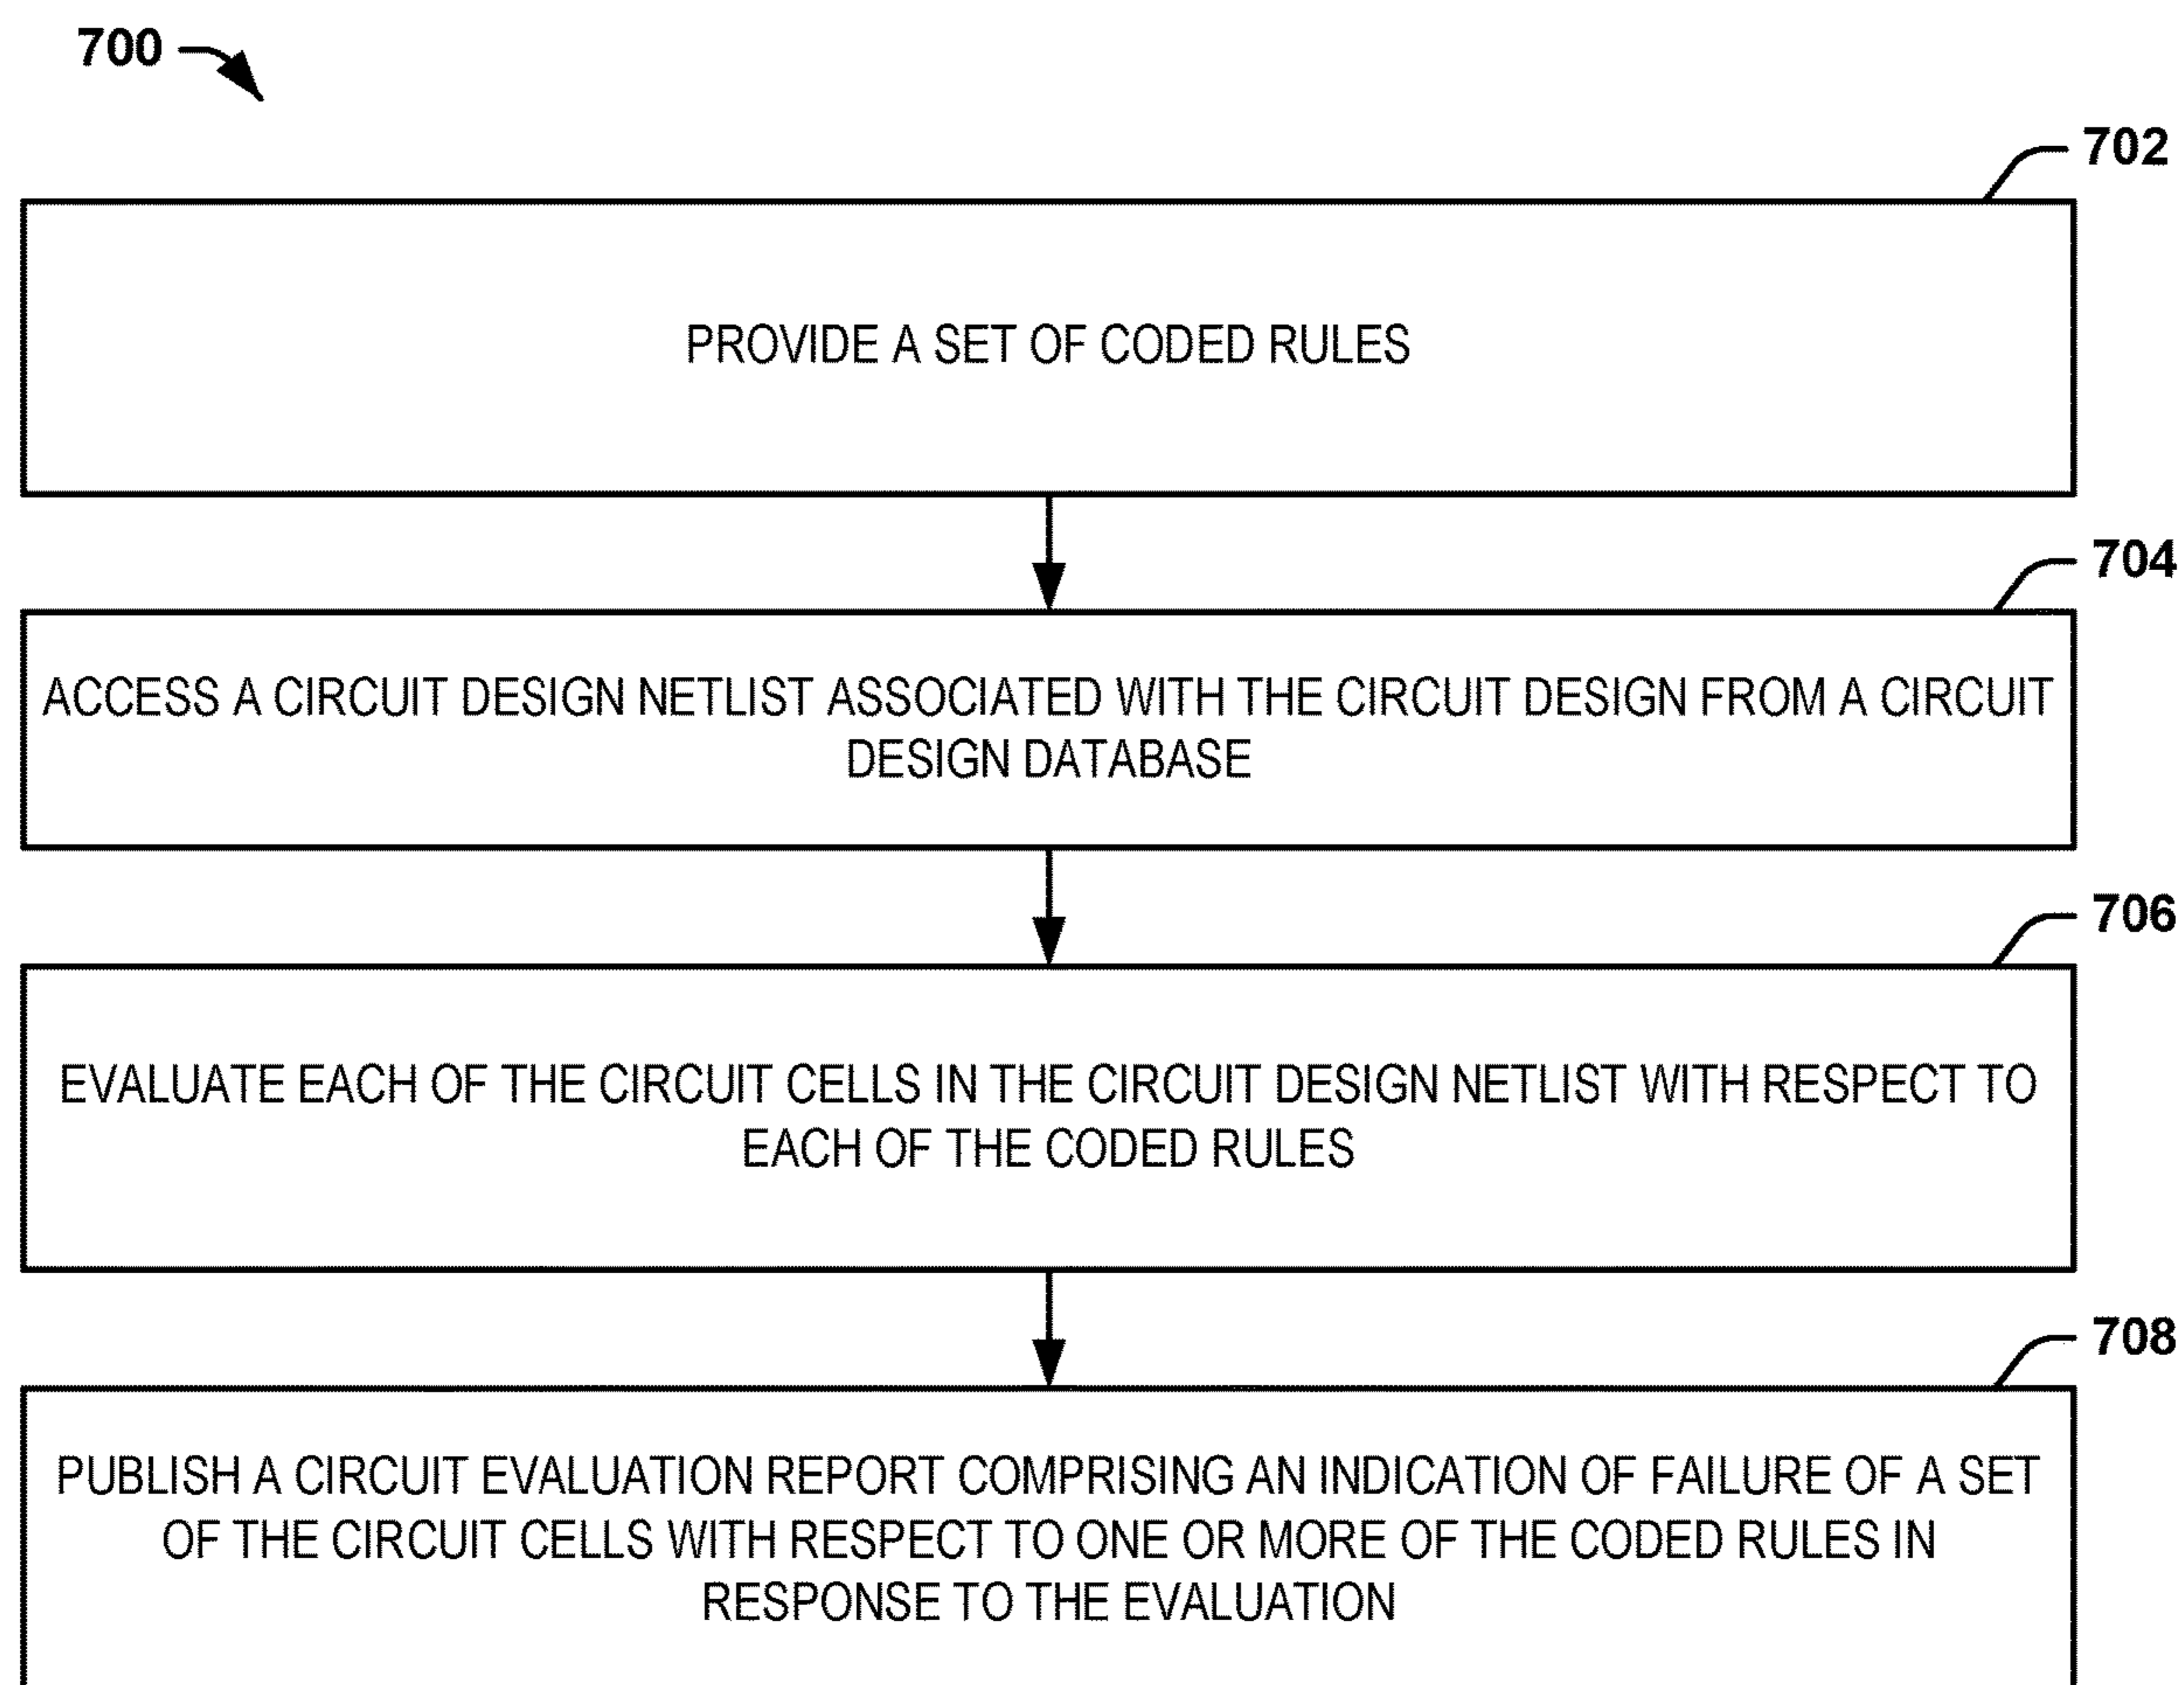 700
702
PROVIDE A SET OF CODED RULES
704
ACCESS A CIRCUIT DESIGN NETLIST ASSOCIATED WITH THE CIRCUIT DESIGN FROM A CIRCUIT
DESIGN DATABASE
706
EVALUATE EACH OF THE CIRCUIT CELLS IN THE CIRCUIT DESIGN NETLIST WITH RESPECT TO
EACH OF THE CODED RULES
708
PUBLISH A CIRCUIT EVALUATION REPORT COMPRISING AN INDICATION OF FAILURE OF A SET
OF THE CIRCUIT CELLS WITH RESPECT TO ONE OR MORE OF THE CODED RULES IN
RESPONSE TO THE EVALUATION